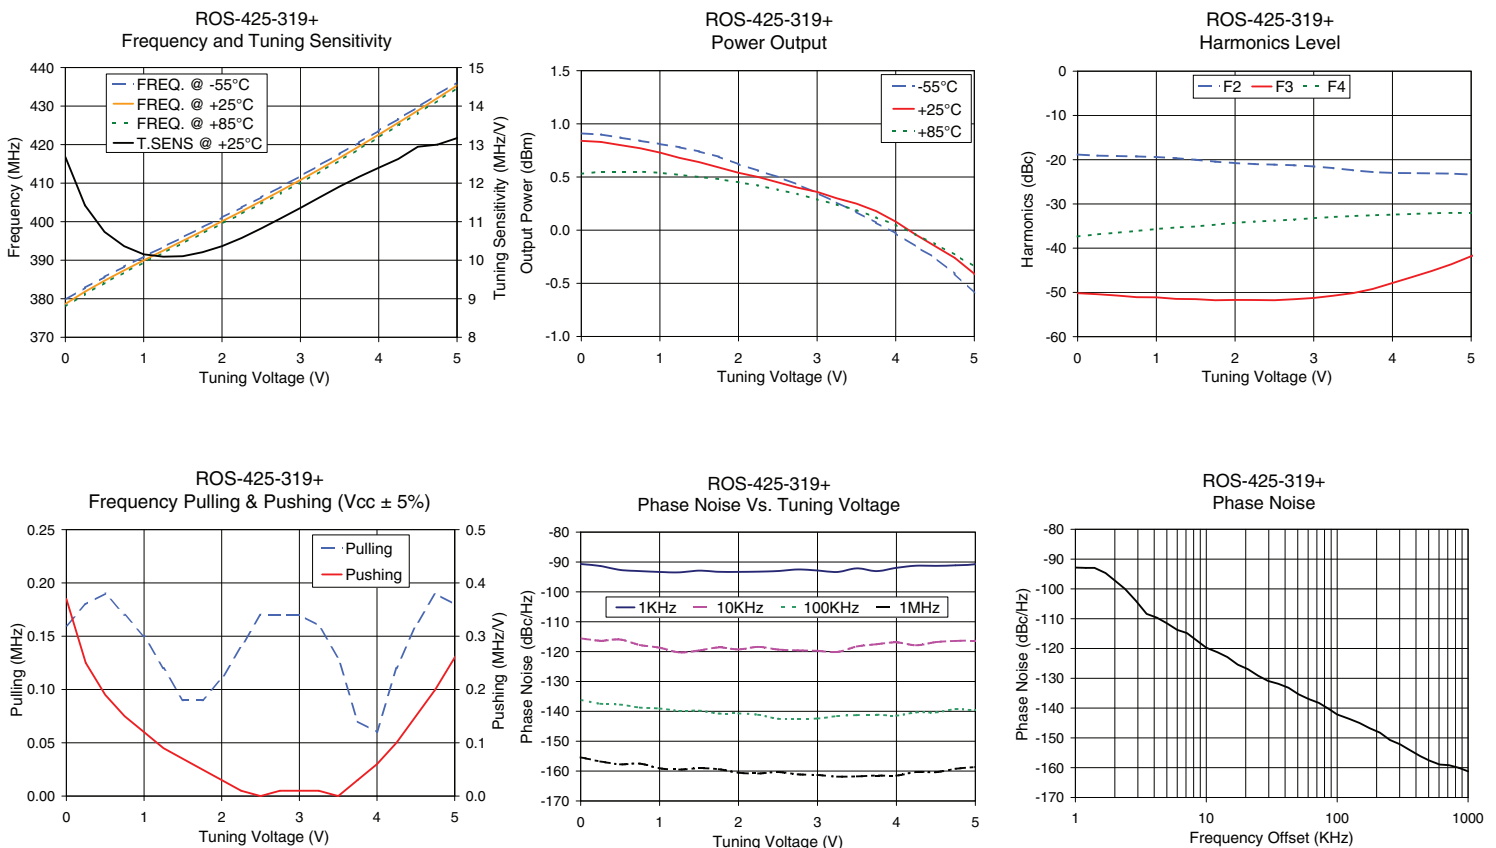 ROS-425-319+
Frequency and Tuning Sensitivity
440
430
420
410
400
390
380
370
15
14
13
12
11
10
9
8
FREQ. @ -55°C
FREQ. @ +25°C
FREQ. @ +85°C
T.SENS @ +25°C
Frequency (MHz)
Tuning Sensitivity (MHz/V)
0 1 2 3 4 5
Tuning Voltage (V)
ROS-425-319+
Power Output
1.5
1.0
0.5
0.0
-0.5
-1.0
-55°C
+25°C
+85°C
Output Power (dBm)
0 1 2 3 4 5
Tuning Voltage (V)
ROS-425-319+
Harmonics Level
0
-10
-20
-30
-40
-50
-60
F2 F3 F4
Harmonics (dBc)
0 1 2 3 4 5
Tuning Voltage (V)
ROS-425-319+
Frequency Pulling & Pushing (Vcc ± 5%)
0.25
0.20
0.15
0.10
0.05
0.00
0.5
0.4
0.3
0.2
0.1
0.0
Pulling
Pushing
Pulling (MHz)
Pushing (MHz/V)
0 1 2 3 4 5
Tuning Voltage (V)
ROS-425-319+
Phase Noise Vs. Tuning Voltage
-80
-90
-100
-110
-120
-130
-140
-150
-160
-170
1KHz 10KHz 100KHz 1MHz
Phase Noise (dBc/Hz)
0 1 2 3 4 5
Tuning Voltage (V)
ROS-425-319+
Phase Noise
-80
-90
-100
-110
-120
-130
-140
-150
-160
-170
Phase Noise (dBc/Hz)
1 10 100 1000
Frequency Offset (KHz)